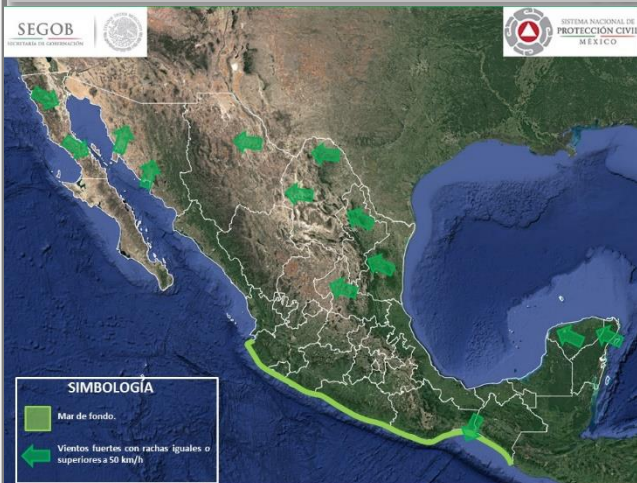 SEGOB
SECRETARÍA DE GOBERNACIÓN
SISTEMA NACIONAL DE
PROTECCIÓN CIVIL
MÉXICO
SIMBOLOGÍA
Mar de fondo.
Vientos fuertes con rachas iguales o
superiores a 50 km/h